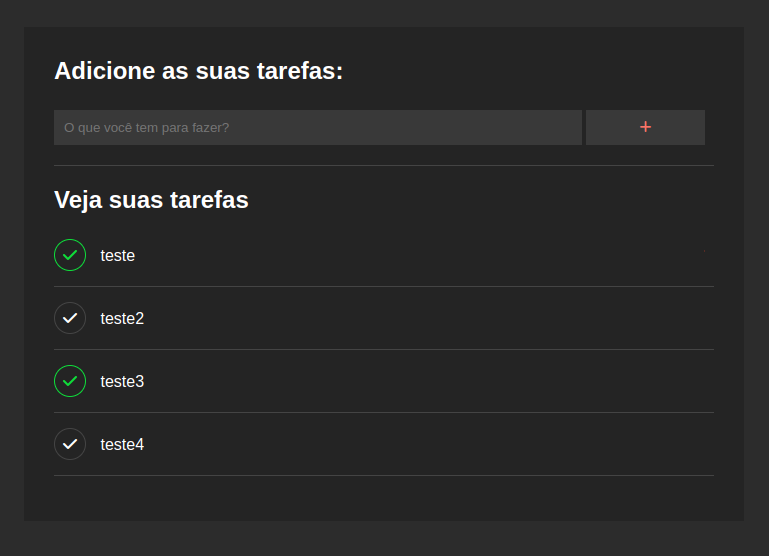 Adicione as suas tarefas:
O que você tem para fazer? +
Veja suas tarefas
teste
teste2
teste3
teste4